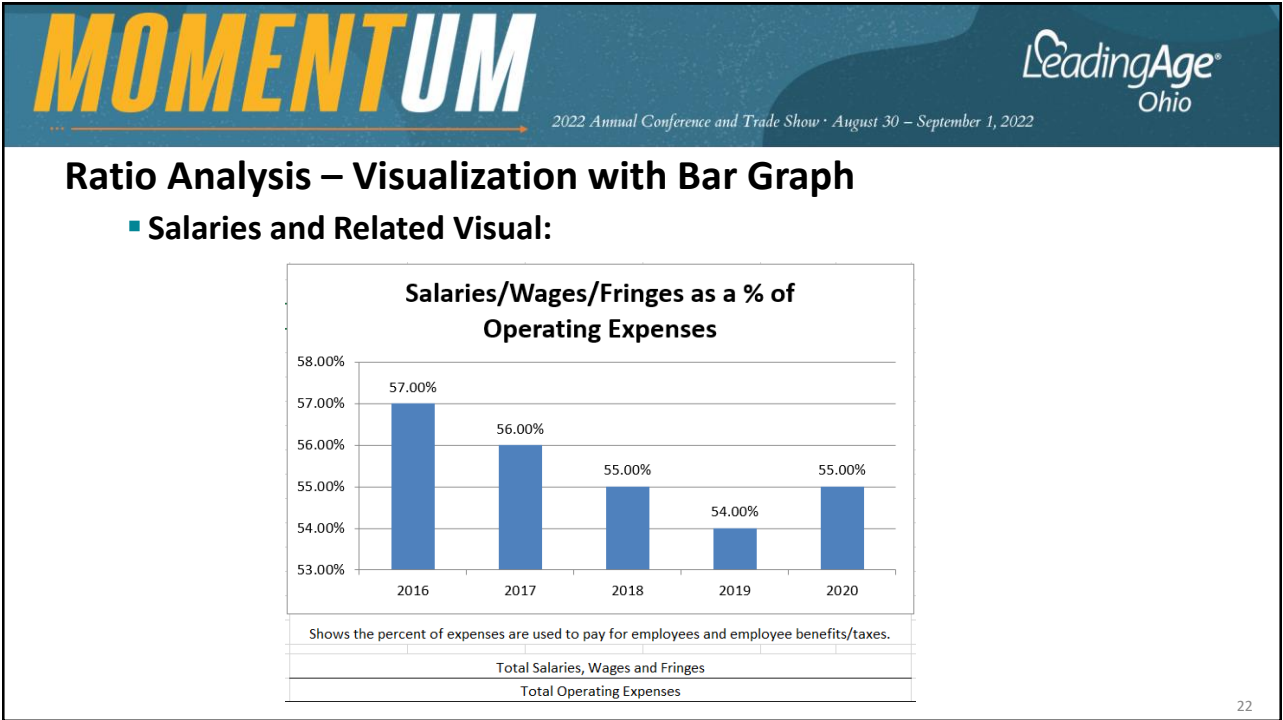 MOMENTUM
LeadingAge®
Ohio
2022 Annual Conference and Trade Show · August 30 – September 1, 2022
Ratio Analysis – Visualization with Bar Graph
▪ Salaries and Related Visual:
Salaries/Wages/Fringes as a % of
Operating Expenses
58.00%
57.00%
57.00%
56.00%
56.00%
55.00%
55.00%
55.00%
54.00%
54.00%
53.00%
2016 2017 2018 2019 2020
Shows the percent of expenses are used to pay for employees and employee benefits/taxes.
Total Salaries, Wages and Fringes
Total Operating Expenses
22